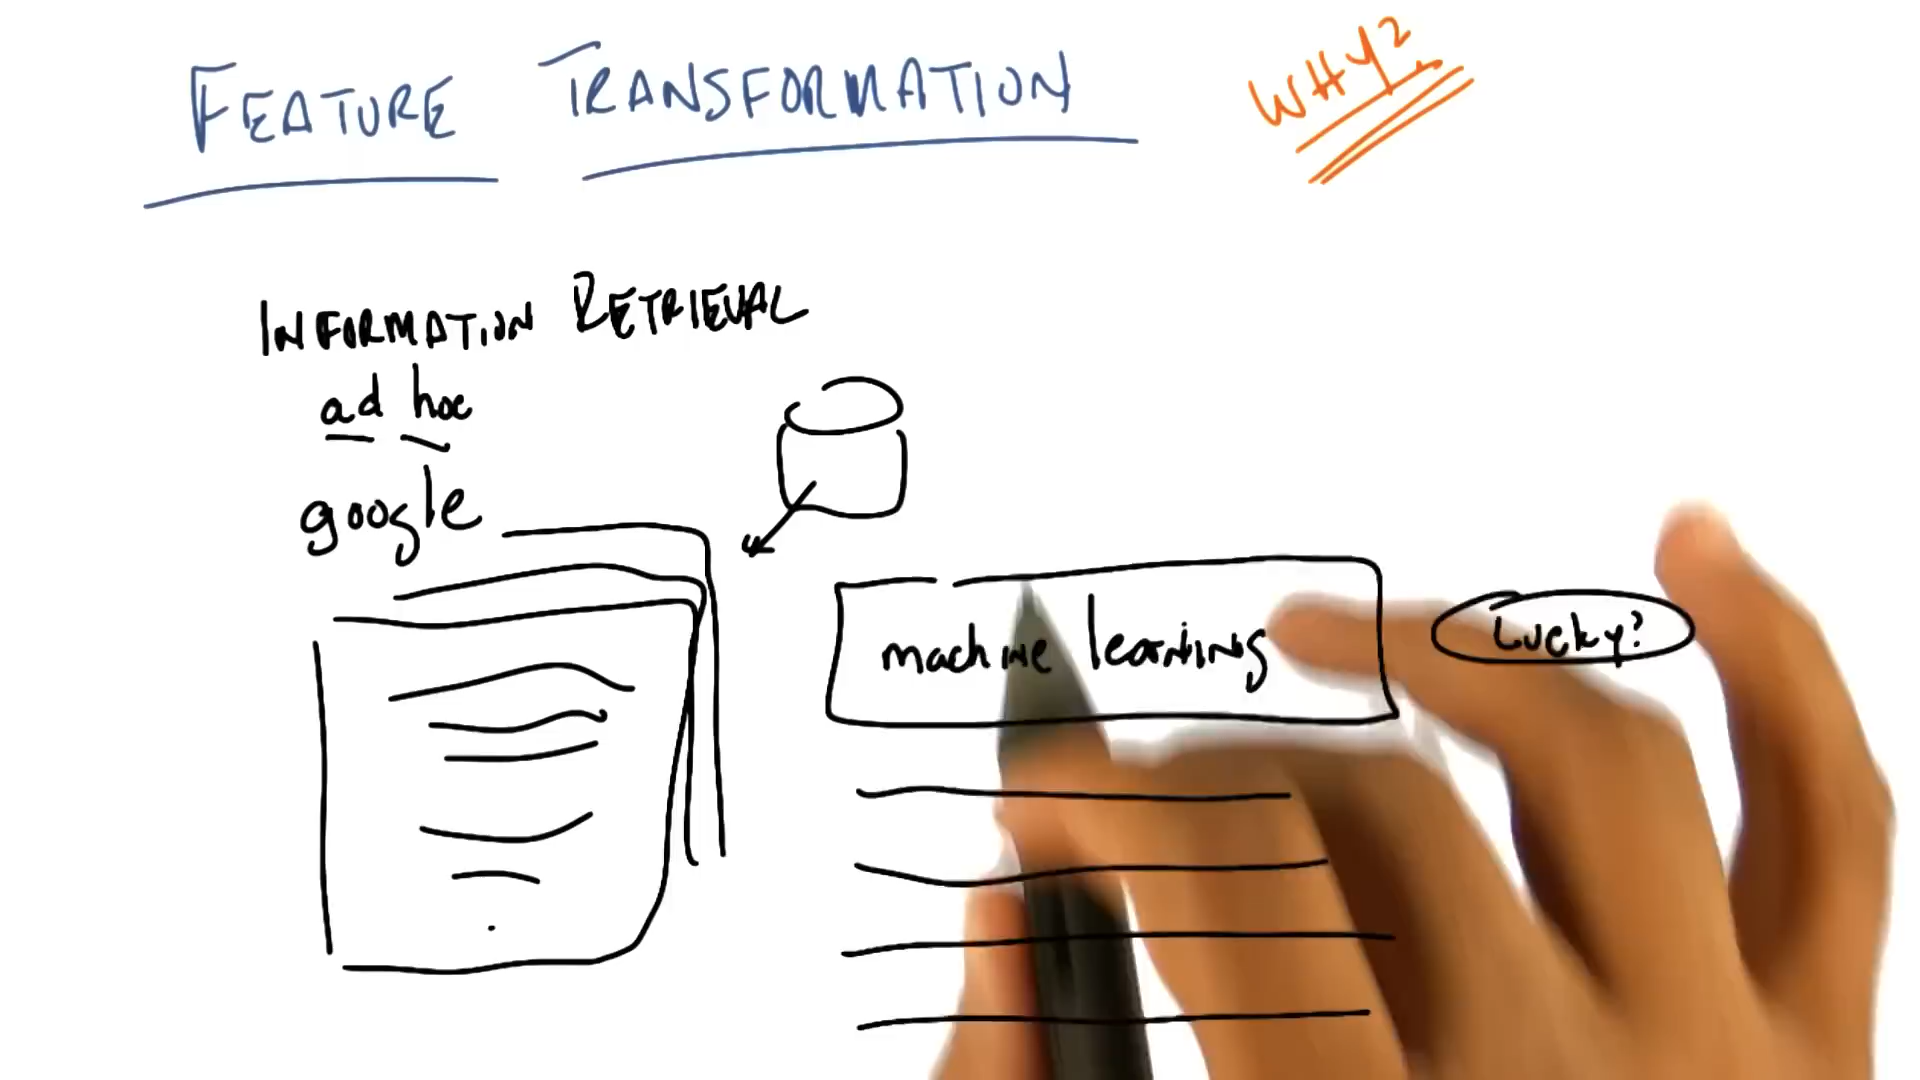 FEATURE TRANSFORMATION
WHY?
INFORMATION RETRIEVAL
ad hoc
google
machine learning
Lucky?